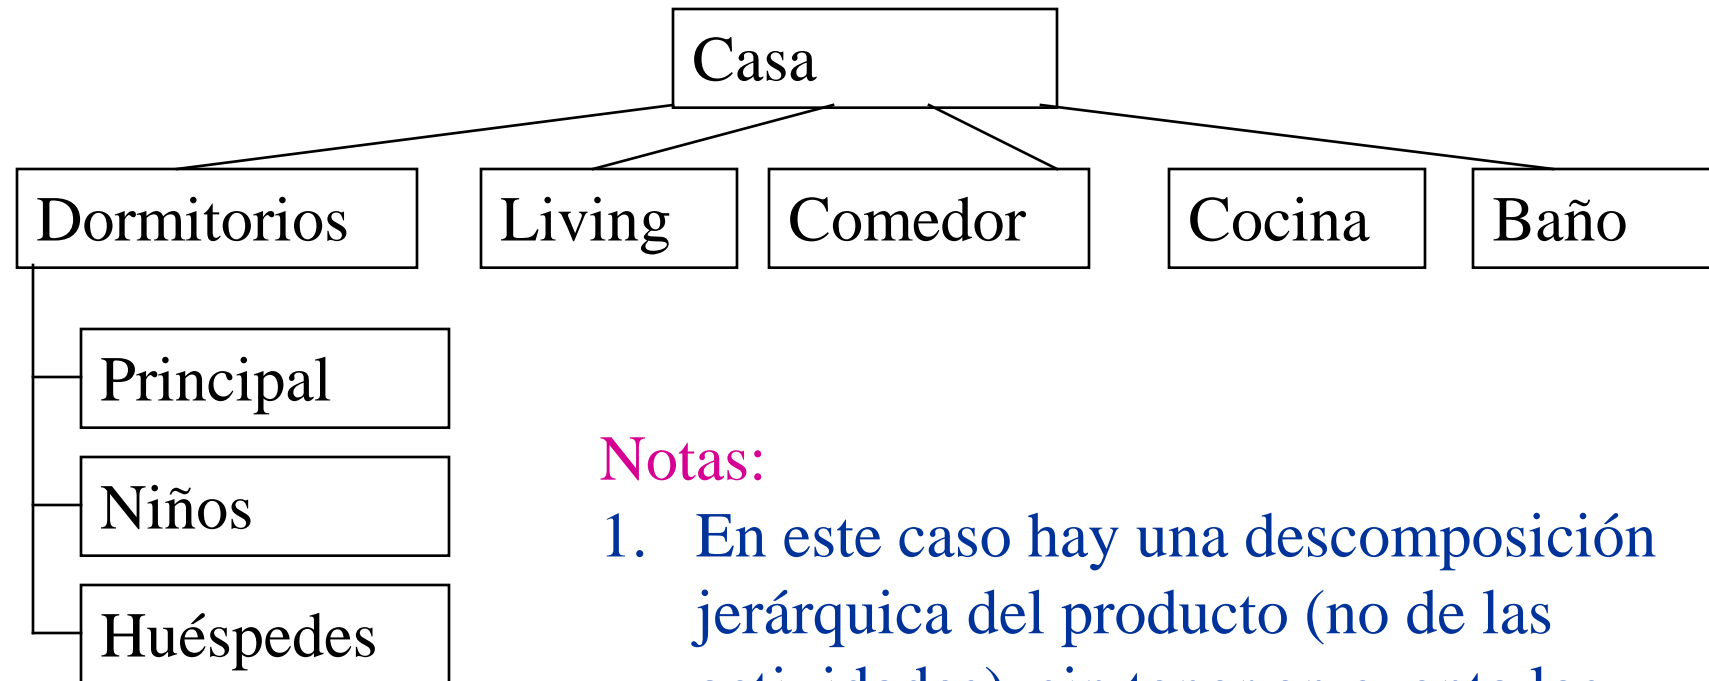 Casa
Dormitorios
Living
Comedor
Cocina
Baño
Principal
Niños
Huéspedes
Notas:
1. En este caso hay una descomposición
jerárquica del producto (no de las